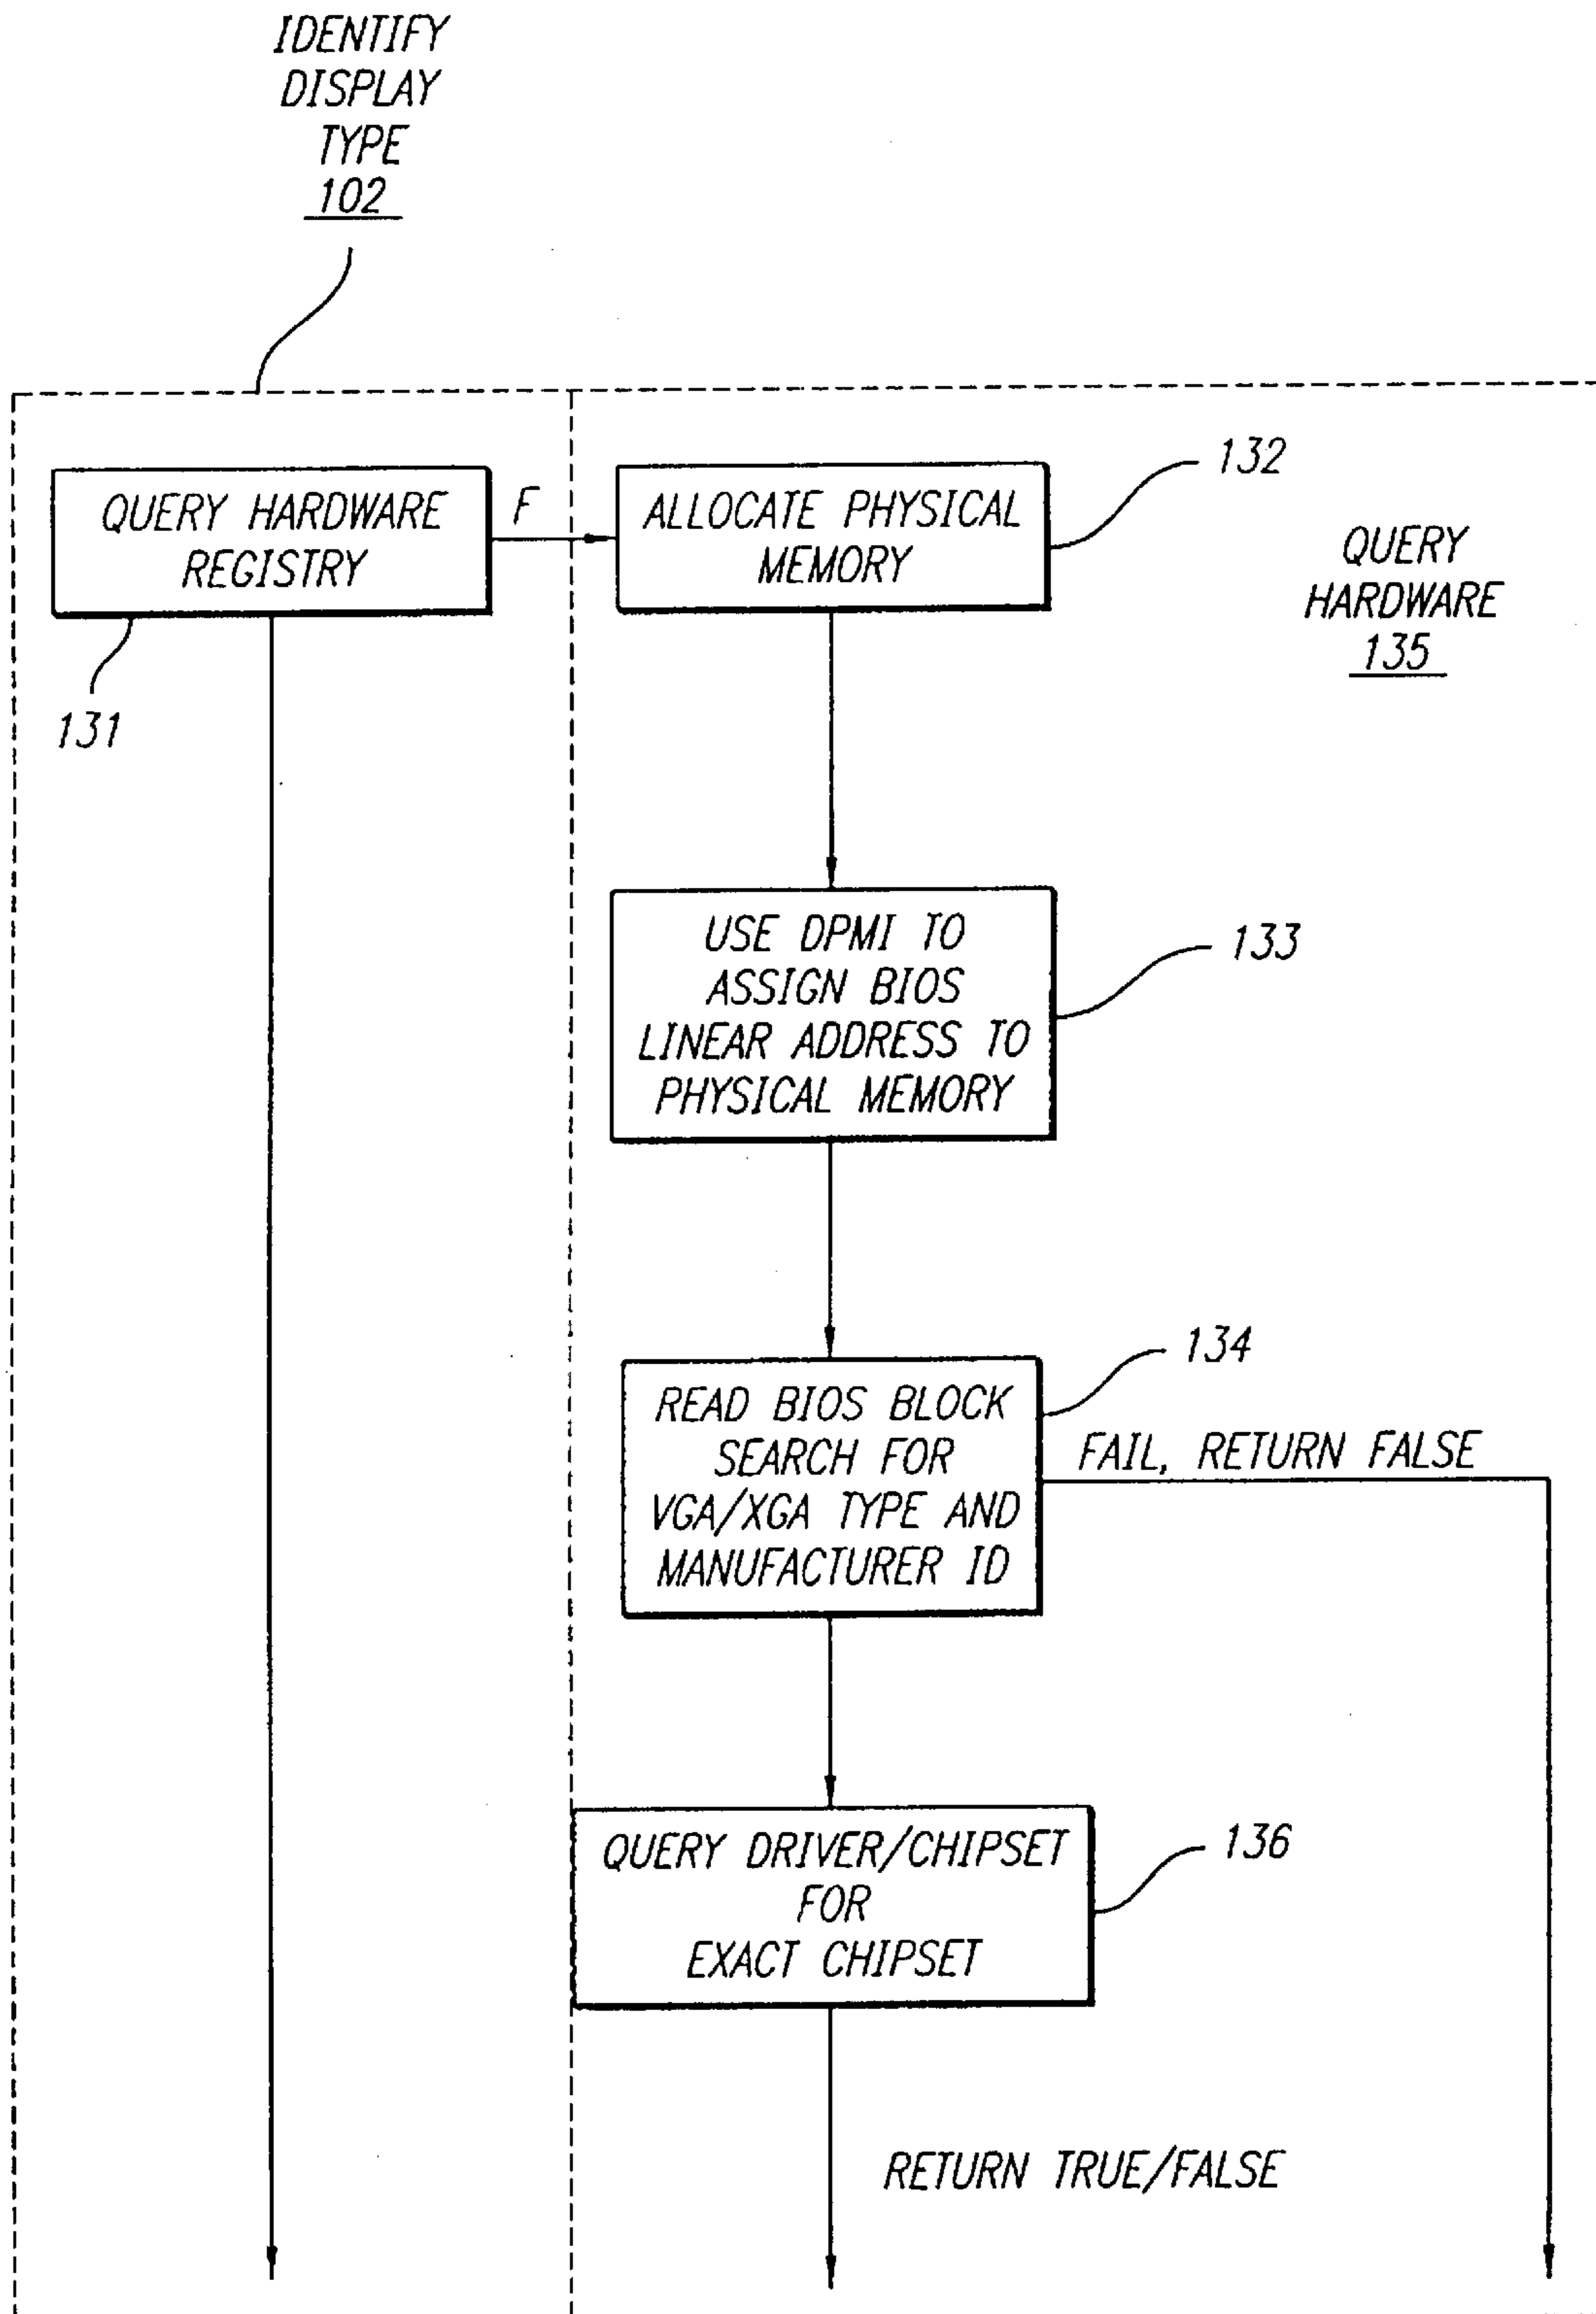 IDENTIFY
DISPLAY
TYPE
102
QUERY HARDWARE
REGISTRY
131
F
ALLOCATE PHYSICAL
MEMORY
132
QUERY
HARDWARE
135
USE DPMI TO
ASSIGN BIOS
LINEAR ADDRESS TO
PHYSICAL MEMORY
133
READ BIOS BLOCK
SEARCH FOR
VGA/XGA TYPE AND
MANUFACTURER ID
134
FAIL, RETURN FALSE
QUERY DRIVER/CHIPSET
FOR
EXACT CHIPSET
136
RETURN TRUE/FALSE